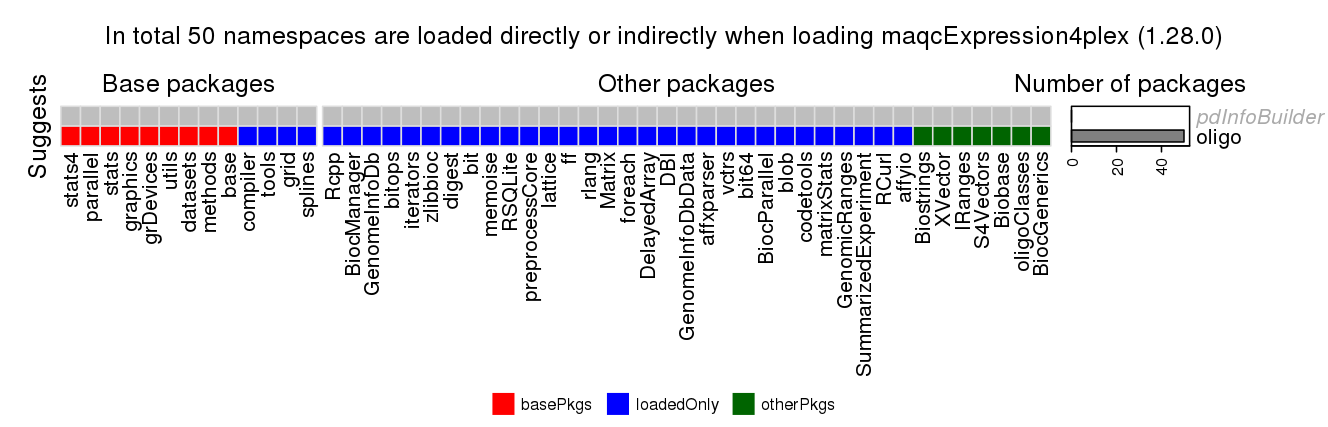 In total 50 namespaces are loaded directly or indirectly when loading maqcExpression4plex (1.28.0)
Base packages
Other packages
Number of packages
Suggests
pdInfoBuilder
oligo
0
20
40
stats4
parallel
stats
graphics
grDevices
utils
datasets
methods
base
compiler
tools
grid
splines
Rcpp
BiocManager
GenomeInfoDb
bitops
iterators
zlibbioc
digest
bit
memoise
RSQLite
preprocessCore
lattice
ff
rlang
Matrix
foreach
DelayedArray
DBI
GenomeInfoDbData
affxparser
vctrs
bit64
BiocParallel
blob
codetools
matrixStats
GenomicRanges
SummarizedExperiment
RCurl
affyio
Biostrings
XVector
IRanges
S4Vectors
Biobase
oligoClasses
BiocGenerics
basePkgs
loadedOnly
otherPkgs